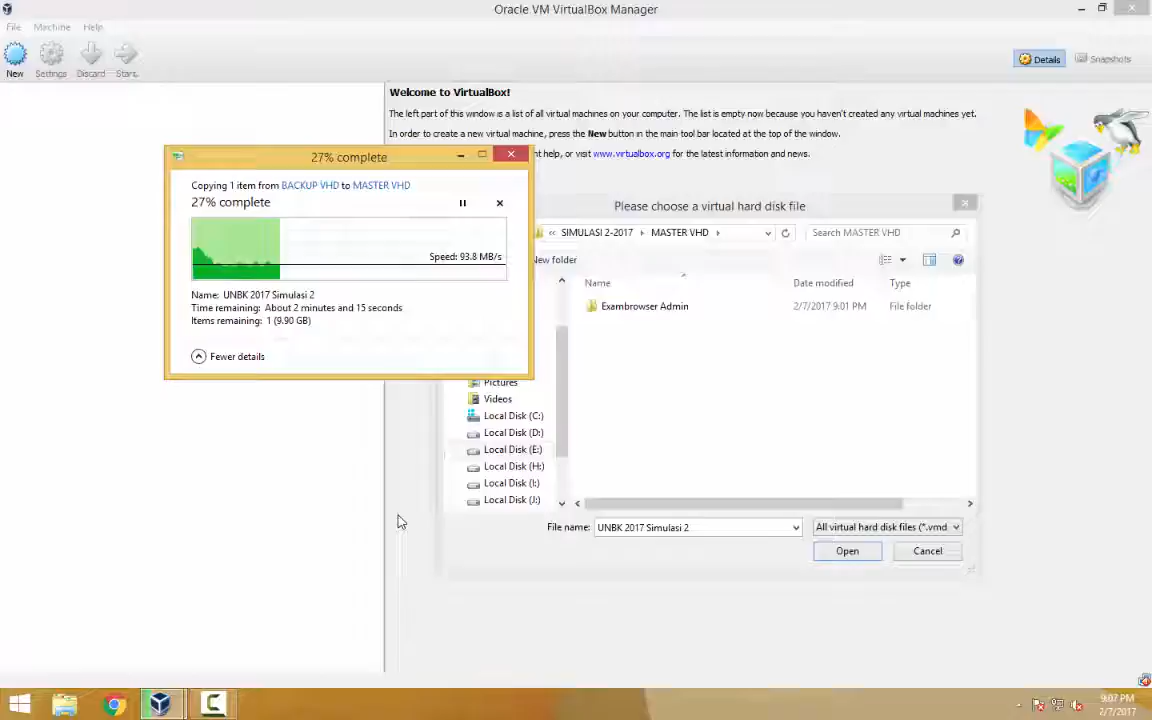 Oracle VM VirtualBox Manager
File Machine Help
New Settings Discard Start
Details Snapshots
Welcome to VirtualBox!
The left part of this window is a list of all virtual machines on your computer. The list is empty now because you haven't created any virtual machines yet.
In order to create a new virtual machine, press the New button in the main tool bar located at the top of the window.
nt help, or visit www.virtualbox.org for the latest information and news.
27% complete
Copying 1 item from BACKUP VHD to MASTER VHD
27% complete
Speed: 93.8 MB/s
Name: UNBK 2017 Simulasi 2
Time remaining: About 2 minutes and 15 seconds
Items remaining: 1 (9.90 GB)
Fewer details
Please choose a virtual hard disk file
« SIMULASI 2-2017 MASTER VHD
Search MASTER VHD
New folder
Name Date modified Type
Exambrowser Admin 2/7/2017 9:01 PM File folder
Pictures
Videos
Local Disk (C:)
Local Disk (D:)
Local Disk (E:)
Local Disk (H:)
Local Disk (I:)
Local Disk (J:)
File name: UNBK 2017 Simulasi 2
All virtual hard disk files (*.vmd
Open Cancel
9:07 PM
2/7/2017